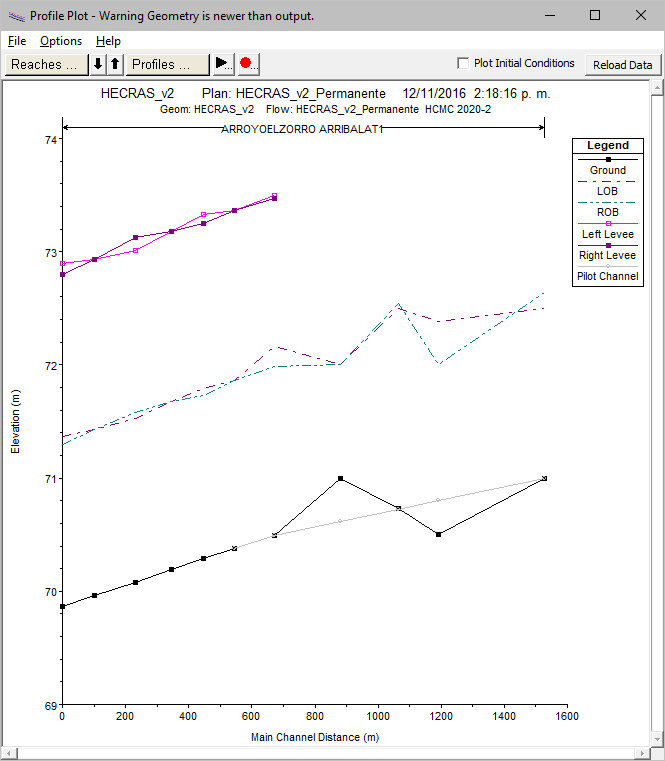 Profile Plot - Warning Geometry is newer than output.
File Options Help
Reaches ... Profiles ... ... ... Plot Initial Conditions Reload Data
HECRAS_v2 Plan: HECRAS_v2_Permanente 12/11/2016 2:18:16 p. m.
Geom: HECRAS_v2 Flow: HECRAS_v2_Permanente HCMC 2020-2
ARROYOELZORRO ARRIBALAT1
Legend
Ground
LOB
ROB
Left Levee
Right Levee
Pilot Channel
74
73
72
71
70
69
Elevation (m)
0 200 400 600 800 1000 1200 1400 1600
Main Channel Distance (m)